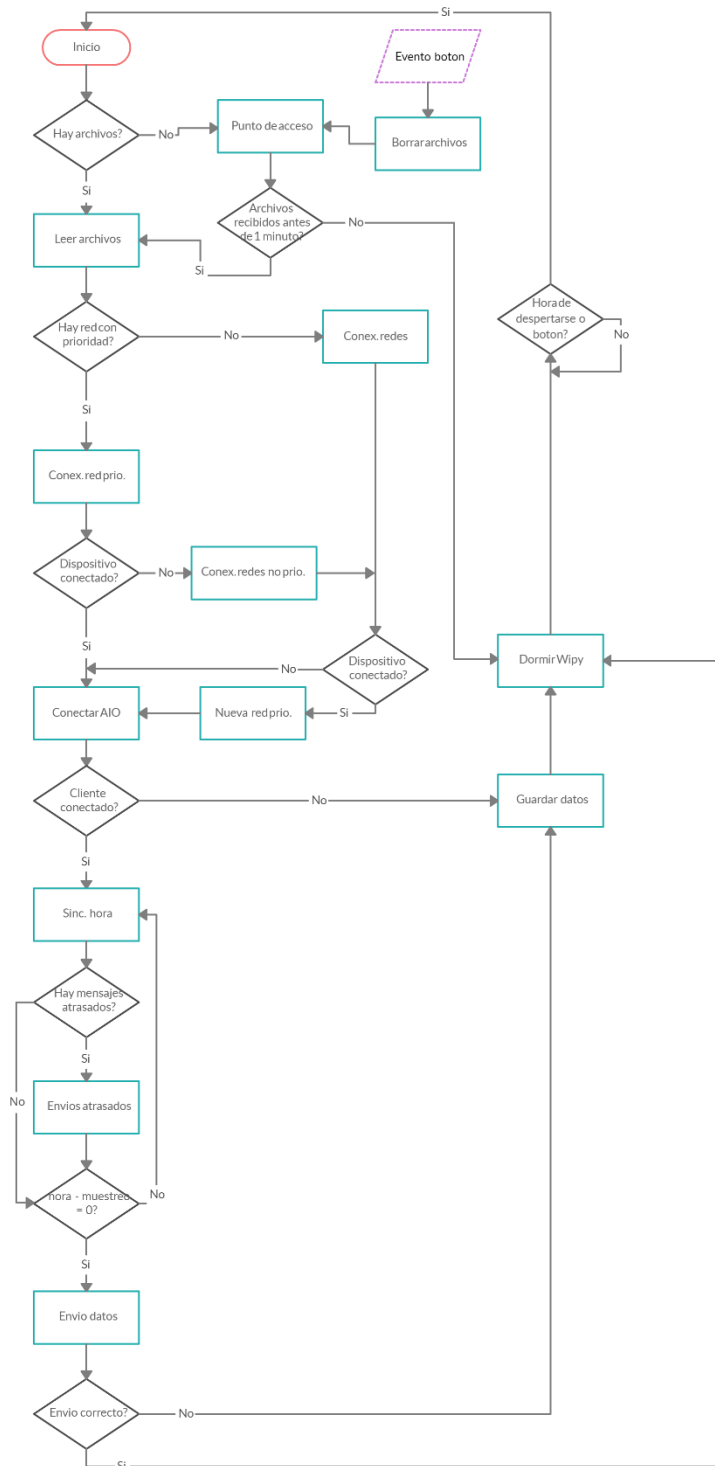 Si
Inicio
Evento boton
Hay archivos?
No
Punto de acceso
Borrar archivos
Si
Archivos
recibidos antes
de 1 minuto?
No
Leer archivos
Si
Hay red con
prioridad?
No
Conex. redes
Hora de
despertarse o
boton?
No
Si
Conex. red prio.
Dispositivo
conectado?
No
Conex. redes no prio.
Si
No
Dispositivo
conectado?
Dormir Wipy
Conectar AIO
Nueva red prio.
Si
Cliente
conectado?
No
Guardar datos
Si
Sinc. hora
Hay mensajes
atrasados?
Si
No
Envios atrasados
hora - muestreo
= 0?
No
Si
Envio datos
Envio correcto?
No
Si